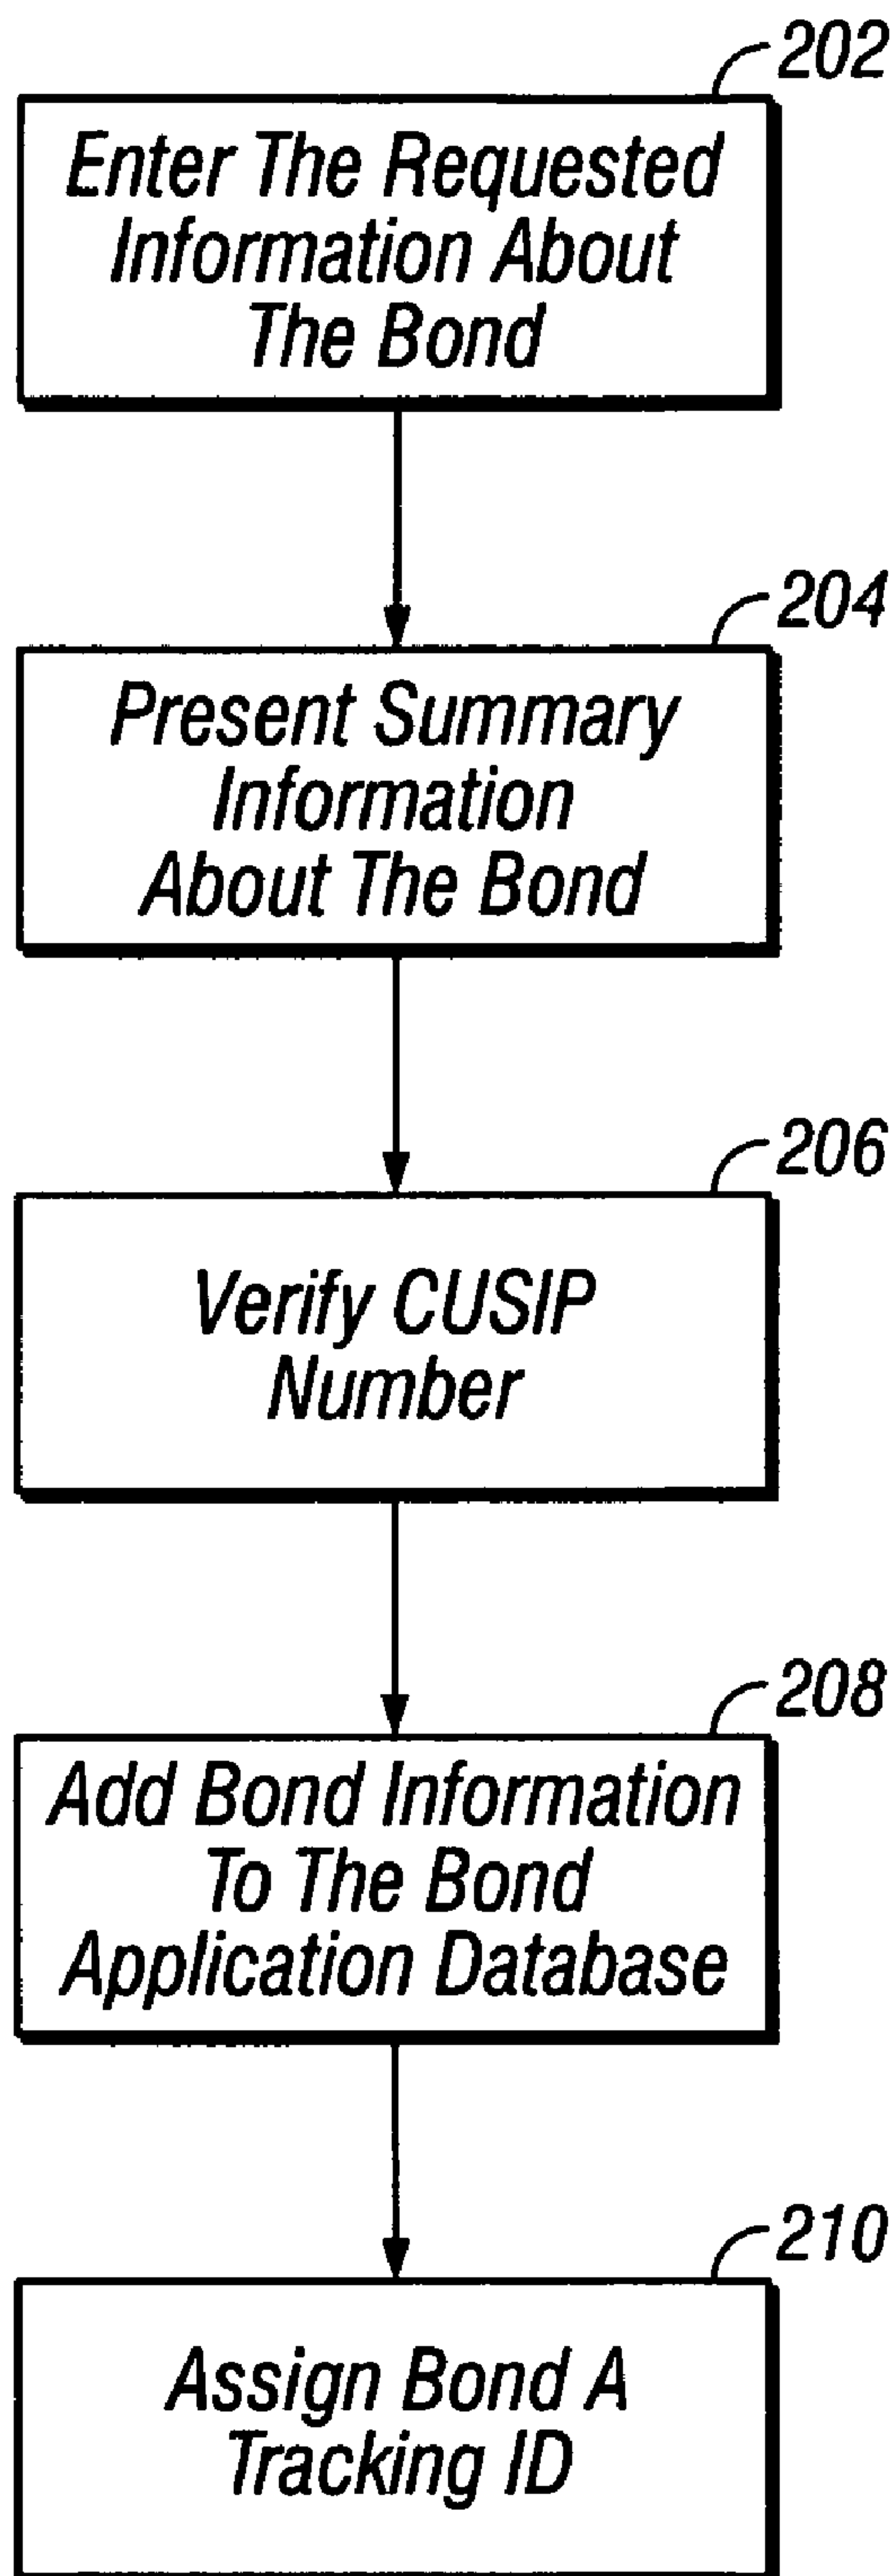 202
Enter The Requested
Information About
The Bond
204
Present Summary
Information
About The Bond
206
Verify CUSIP
Number
208
Add Bond Information
To The Bond
Application Database
210
Assign Bond A
Tracking ID